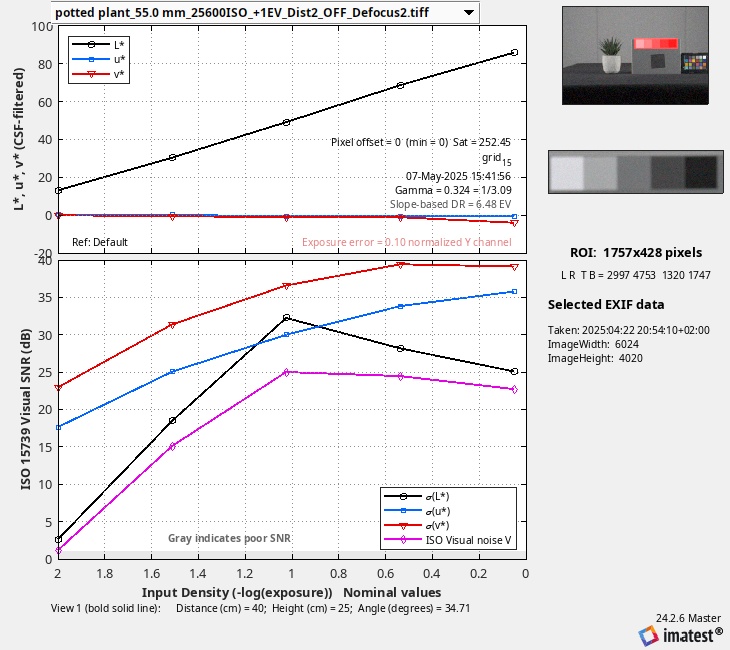 potted plant_55.0 mm_25600ISO_+1EV_Dist2_OFF_Defocus2.tiff
L*, u*, v* (CSF-filtered)
100
80
60
40
20
0
-20
L*
u*
v*
Pixel offset = 0 (min = 0) Sat = 252.45
grid15
07-May-2025 15:41:56
Gamma = 0.324 = 1/3.09
Slope-based DR = 6.48 EV
Ref: Default
Exposure error = 0.10 normalized Y channel
ISO 15739 Visual SNR (dB)
40
35
30
25
20
15
10
5
0
σ(L*)
σ(u*)
σ(v*)
ISO Visual noise V
Gray indicates poor SNR
2 1.8 1.6 1.4 1.2 1 0.8 0.6 0.4 0.2 0
Input Density (-log(exposure)) Nominal values
View 1 (bold solid line): Distance (cm) = 40; Height (cm) = 25; Angle (degrees) = 34.71
ROI: 1757x428 pixels
L R T B = 2997 4753 1320 1747
Selected EXIF data
Taken: 2025:04:22 20:54:10+02:00
ImageWidth: 6024
ImageHeight: 4020
24.2.6 Master
imatest®